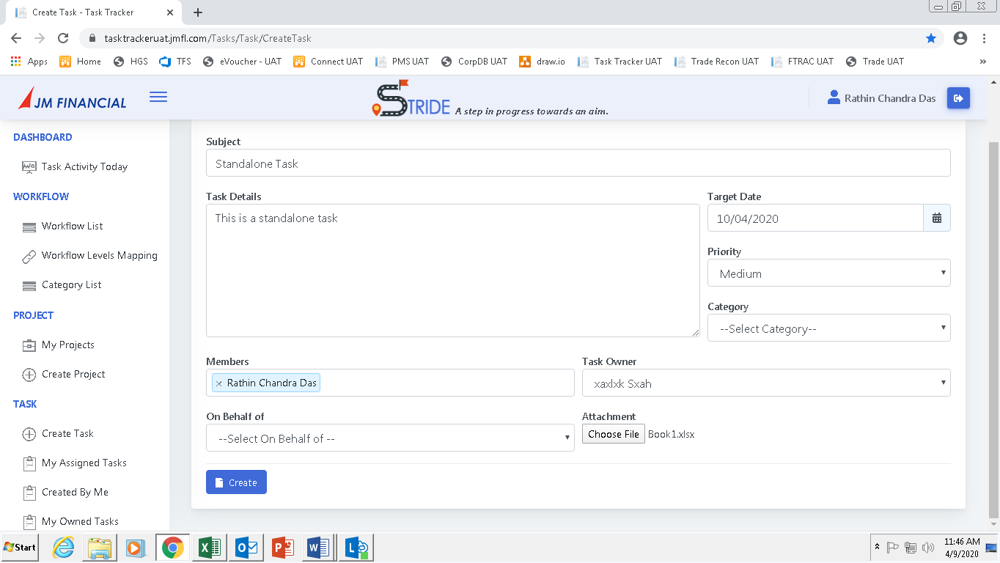 Create Task - Task Tracker
tasktrackeruat.jmfl.com/Tasks/Task/CreateTask
Apps Home HGS TFS eVoucher - UAT Connect UAT PMS UAT CorpDB UAT draw.io Task Tracker UAT Trade Recon UAT FTRAC UAT Trade UAT »
JM FINANCIAL
STRIDE A step in progress towards an aim.
Rathin Chandra Das
DASHBOARD
Task Activity Today
WORKFLOW
Workflow List
Workflow Levels Mapping
Category List
PROJECT
My Projects
Create Project
TASK
Create Task
My Assigned Tasks
Created By Me
My Owned Tasks
Subject
Standalone Task
Task Details
This is a standalone task
Target Date
10/04/2020
Priority
Medium
Category
--Select Category--
Members
× Rathin Chandra Das
Task Owner
xaxlxk Sxah
On Behalf of
--Select On Behalf of --
Attachment
Choose File Book1.xlsx
Create
Start
11:46 AM
4/9/2020